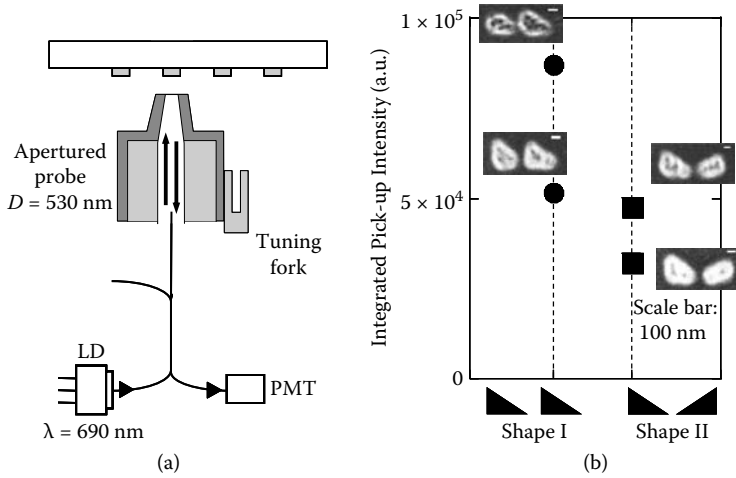 (a)
Apertured
probe
D = 530 nm
Tuning
fork
LD
PMT
λ = 690 nm
(a)
1 × 10⁵
5 × 10⁴
0
Integrated Pick-up Intensity (a.u.)
Scale bar:
100 nm
Shape I
Shape II
(b)